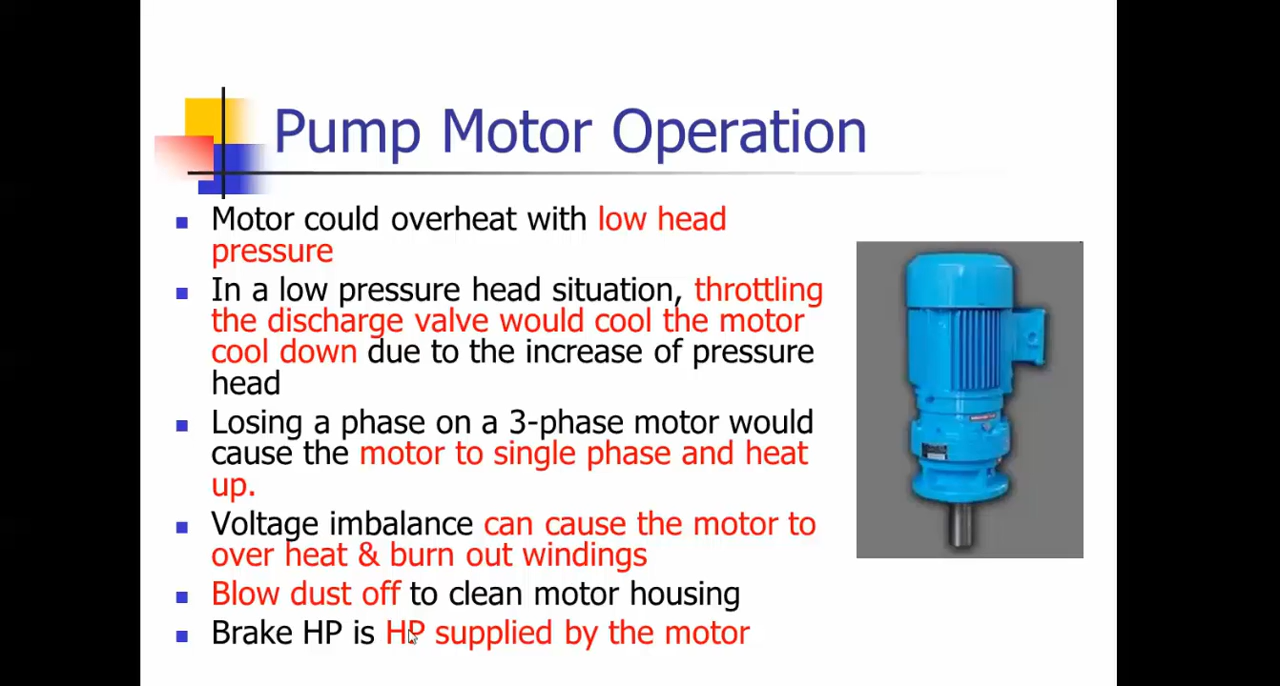 Pump Motor Operation
Motor could overheat with low head
pressure
In a low pressure head situation, throttling
the discharge valve would cool the motor
cool down due to the increase of pressure
head
Losing a phase on a 3-phase motor would
cause the motor to single phase and heat
up.
Voltage imbalance can cause the motor to
over heat & burn out windings
Blow dust off to clean motor housing
Brake HP is HP supplied by the motor